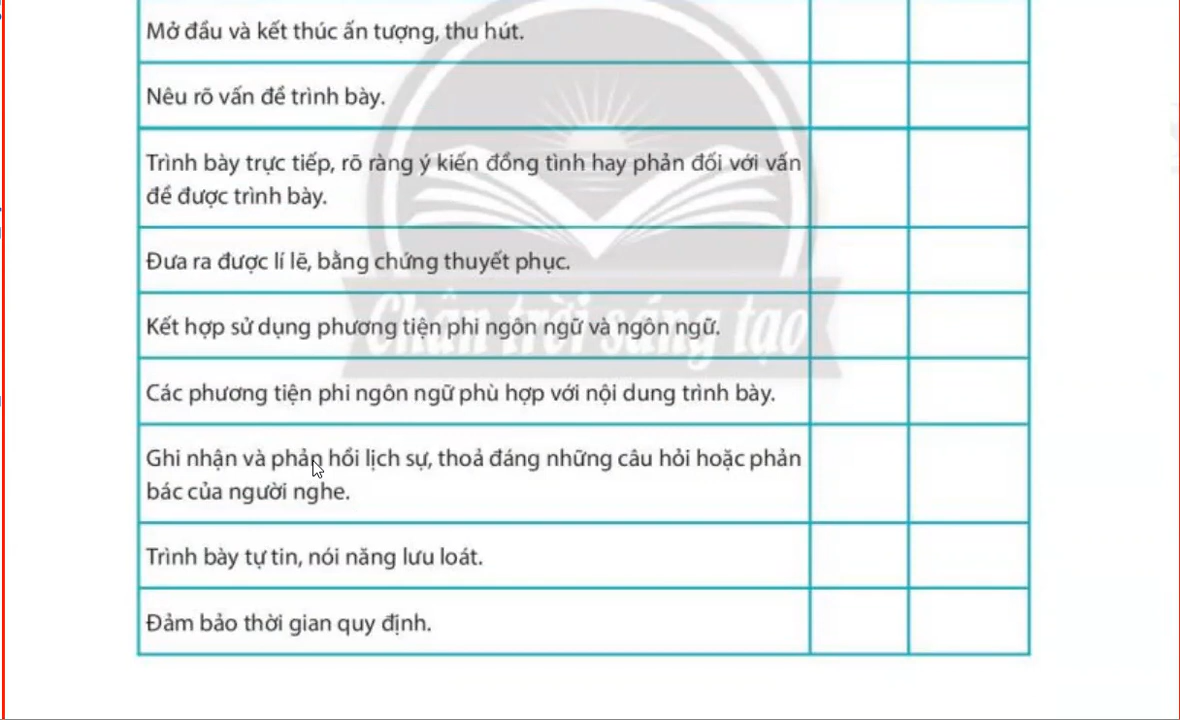 Mở đầu và kết thúc ấn tượng, thu hút.
Nêu rõ vấn đề trình bày.
Trình bày trực tiếp, rõ ràng ý kiến đồng tình hay phản đối với vấn
đề được trình bày.
Đưa ra được lí lẽ, bằng chứng thuyết phục.
Chân trời sáng tạo
Kết hợp sử dụng phương tiện phi ngôn ngữ và ngôn ngữ.
Các phương tiện phi ngôn ngữ phù hợp với nội dung trình bày.
Ghi nhận và phản hồi lịch sự, thoả đáng những câu hỏi hoặc phản
bác của người nghe.
Trình bày tự tin, nói năng lưu loát.
Đảm bảo thời gian quy định.